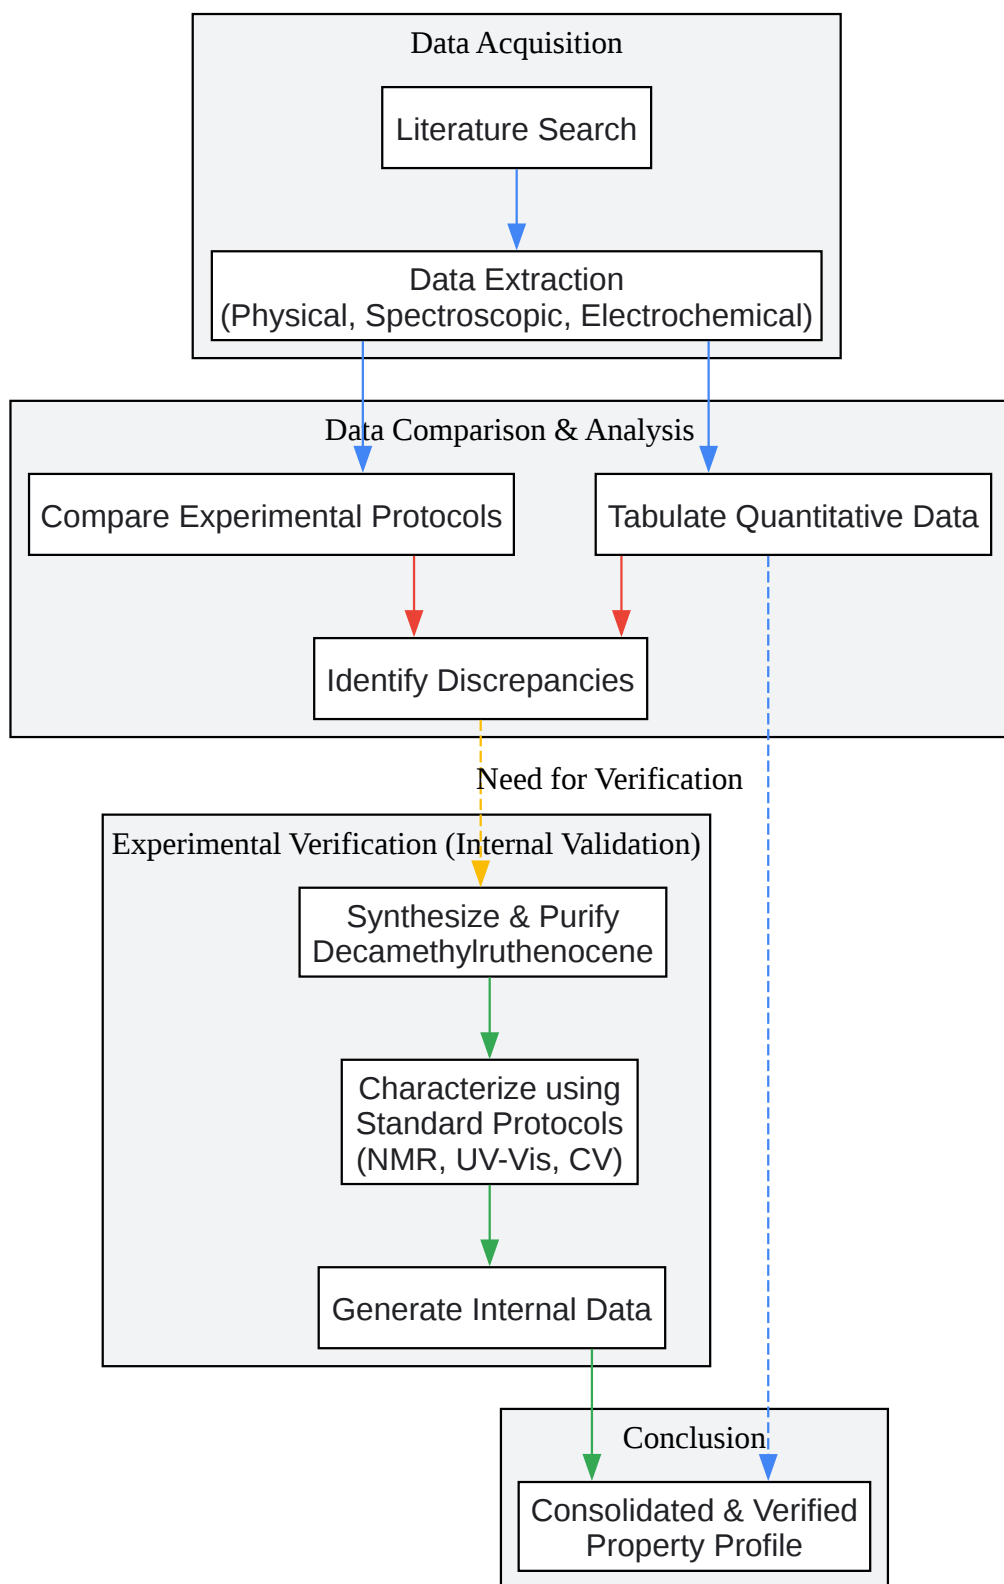 Data Acquisition
Literature Search
Data Extraction
(Physical, Spectroscopic, Electrochemical)
Data Comparison & Analysis
Compare Experimental Protocols
Tabulate Quantitative Data
Identify Discrepancies
Need for Verification
Experimental Verification (Internal Validation)
Synthesize & Purify
Decamethylruthenocene
Characterize using
Standard Protocols
(NMR, UV-Vis, CV)
Generate Internal Data
Conclusion
Consolidated & Verified
Property Profile